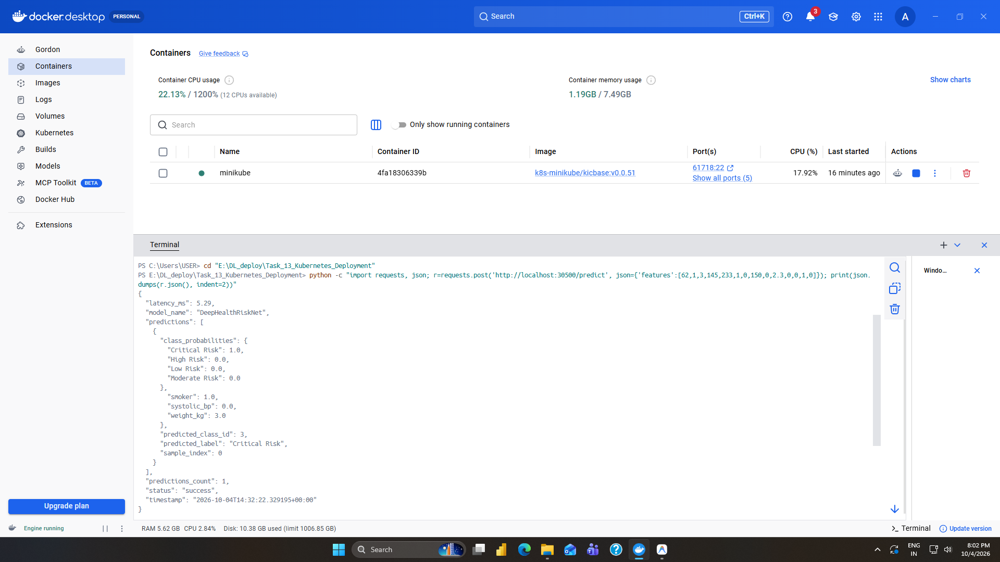 docker.desktop PERSONAL
Search Ctrl+K
3
A
Gordon
Containers
Images
Logs
Volumes
Kubernetes
Builds
Models
MCP Toolkit BETA
Docker Hub
Extensions
Upgrade plan
Containers Give feedback
Container CPU usage
22.13% / 1200% (12 CPUs available)
Container memory usage
1.19GB / 7.49GB
Show charts
Search
Only show running containers
Name Container ID Image Port(s) CPU (%) Last started Actions
minikube 4fa18306339b k8s-minikube/kicbase:v0.0.51 61718:22 17.92% 16 minutes ago
Show all ports (5)
Terminal
PS C:\Users\USER> cd "E:\DL_deploy\Task_13_Kubernetes_Deployment"
PS E:\DL_deploy\Task_13_Kubernetes_Deployment> python -c "import requests, json; r=requests.post('http://localhost:30500/predict', json={'features':[62,1,3,145,233,1,0,150,0,2.3,0,0,1,0]}); print(json.
dumps(r.json(), indent=2))"
{
  "latency_ms": 5.29,
  "model_name": "DeepHealthRiskNet",
  "predictions": [
    {
      "class_probabilities": {
        "Critical Risk": 1.0,
        "High Risk": 0.0,
        "Low Risk": 0.0,
        "Moderate Risk": 0.0
      },
        "smoker": 1.0,
        "systolic_bp": 0.0,
        "weight_kg": 3.0
      },
      "predicted_class_id": 3,
      "predicted_label": "Critical Risk",
      "sample_index": 0
    }
  ],
  "predictions_count": 1,
  "status": "success",
  "timestamp": "2026-10-04T14:32:22.329195+00:00"
}
Windo...
Engine running
RAM 5.62 GB CPU 2.84% Disk: 10.38 GB used (limit 1006.85 GB)
>_ Terminal
Update version
Search
ENG
IN
8:02 PM
10/4/2026